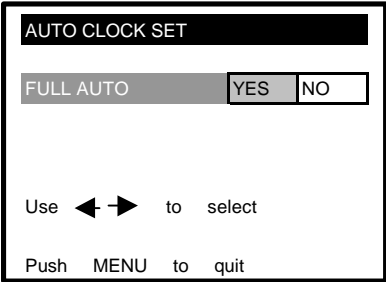 AUTO CLOCK SET
FULL AUTO YES NO
Use ◄ ► to select
Push MENU to quit